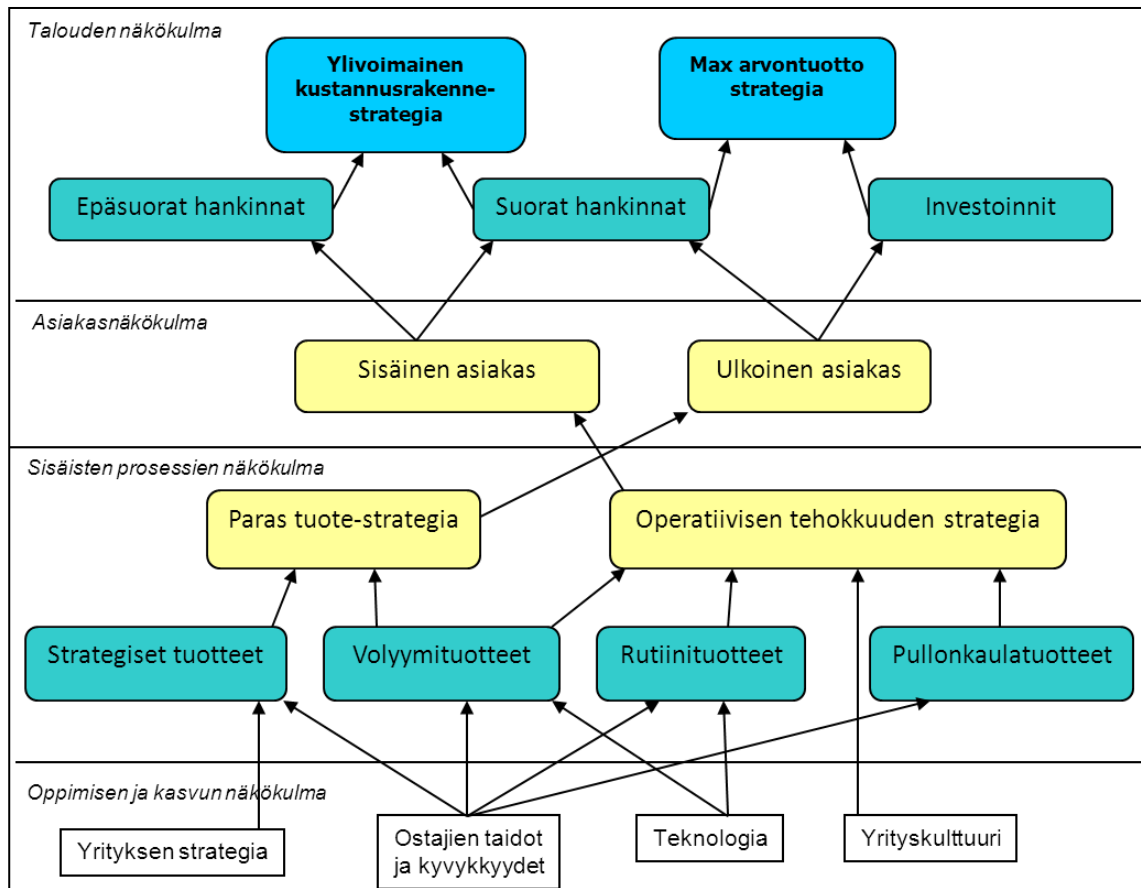 Talouden näkökulma
Ylivoimainen
kustannusrakenne-
strategia
Max arvontuotto
strategia
Epäsuorat hankinnat
Suorat hankinnat
Investoinnit
Asiakasnäkökulma
Sisäinen asiakas
Ulkoinen asiakas
Sisäisten prosessien näkökulma
Paras tuote-strategia
Operatiivisen tehokkuuden strategia
Strategiset tuotteet
Volyymituotteet
Rutiinituotteet
Pullonkaulatuotteet
Oppimisen ja kasvun näkökulma
Yrityksen strategia
Ostajien taidot
ja kyvykkyydet
Teknologia
Yrityskulttuuri